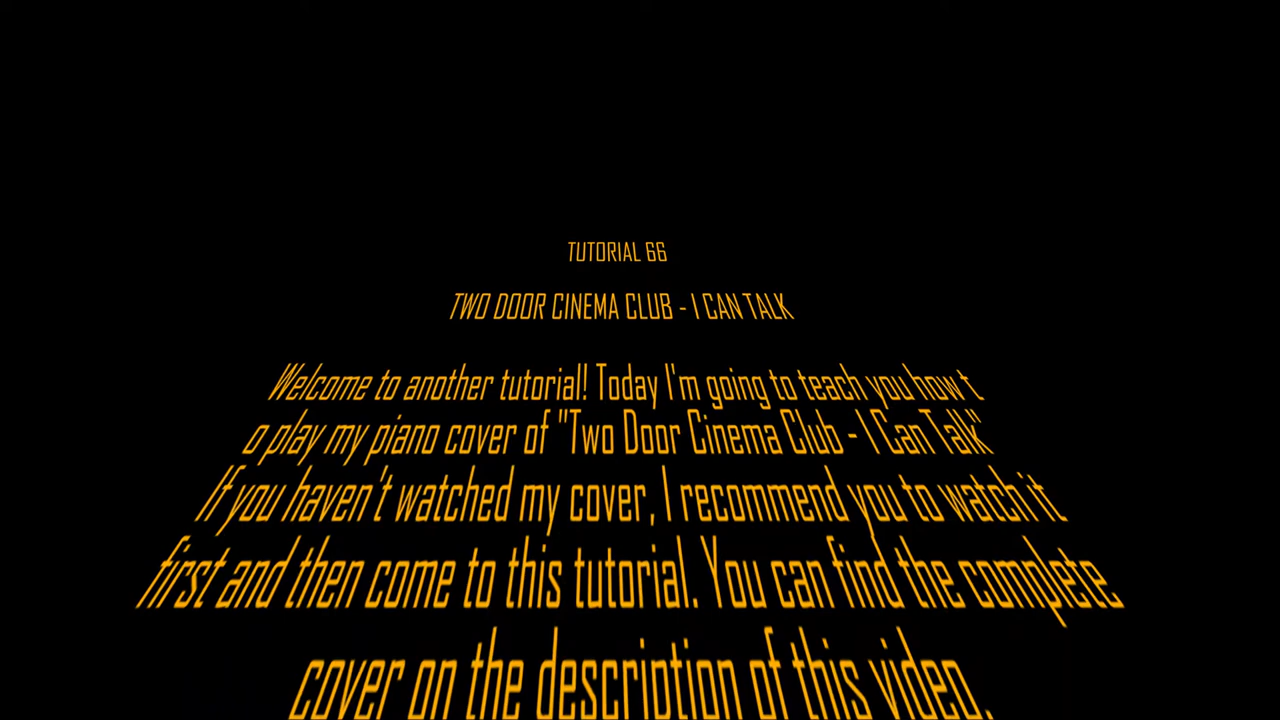 TUTORIAL 66
TWO DOOR CINEMA CLUB - I CAN TALK
Welcome to another tutorial! Today I'm going to teach you how t
o play my piano cover of "Two Door Cinema Club - I Can Talk"
If you haven't watched my cover, I recommend you to watch it
first and then come to this tutorial. You can find the complete
cover on the description of this video.